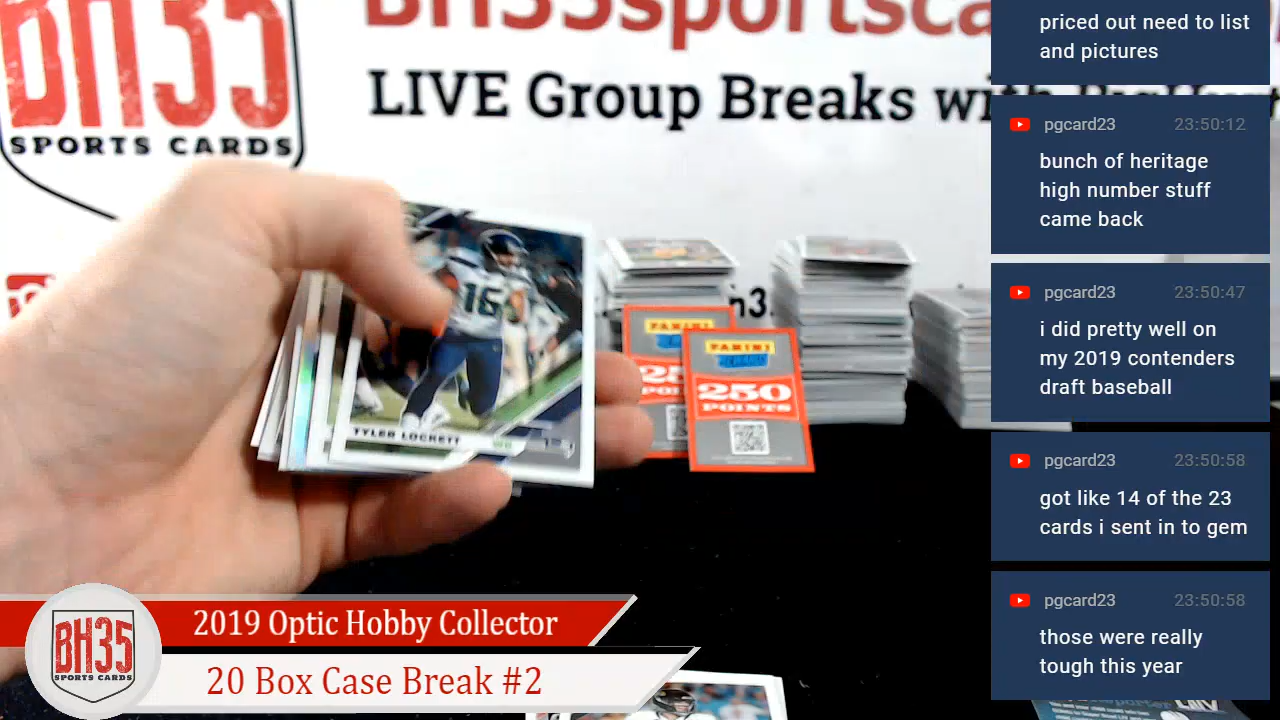 BH35
SPORTS CARDS
BH35sportsca
LIVE Group Breaks with
priced out need to list
and pictures
pgcard23 23:50:12
bunch of heritage
high number stuff
came back
pgcard23 23:50:47
i did pretty well on
my 2019 contenders
draft baseball
pgcard23 23:50:58
got like 14 of the 23
cards i sent in to gem
pgcard23 23:50:58
those were really
tough this year
16
TYLER LOCKETT
PANINI
PANINI
250
POINTS
2019 Optic Hobby Collector
20 Box Case Break #2
BH35
SPORTS CARDS